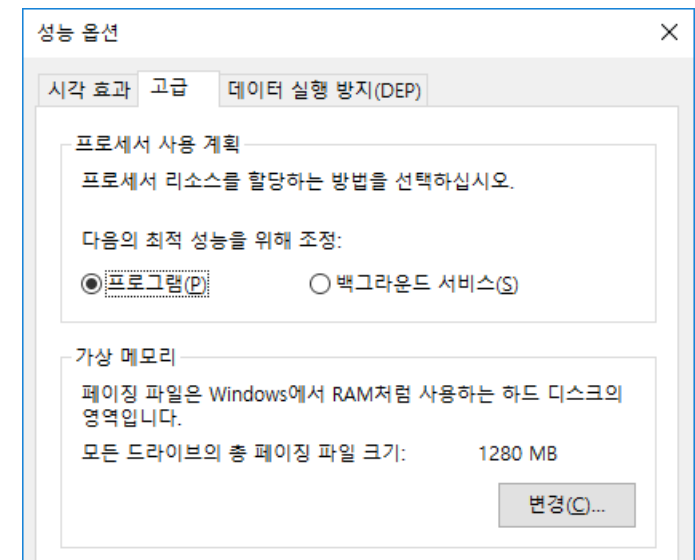 성능 옵션
시각 효과 고급 데이터 실행 방지(DEP)
프로세서 사용 계획
프로세서 리소스를 할당하는 방법을 선택하십시오.
다음의 최적 성능을 위해 조정:
프로그램(P) 백그라운드 서비스(S)
가상 메모리
페이징 파일은 Windows에서 RAM처럼 사용하는 하드 디스크의
영역입니다.
모든 드라이브의 총 페이징 파일 크기: 1280 MB
변경(C)...